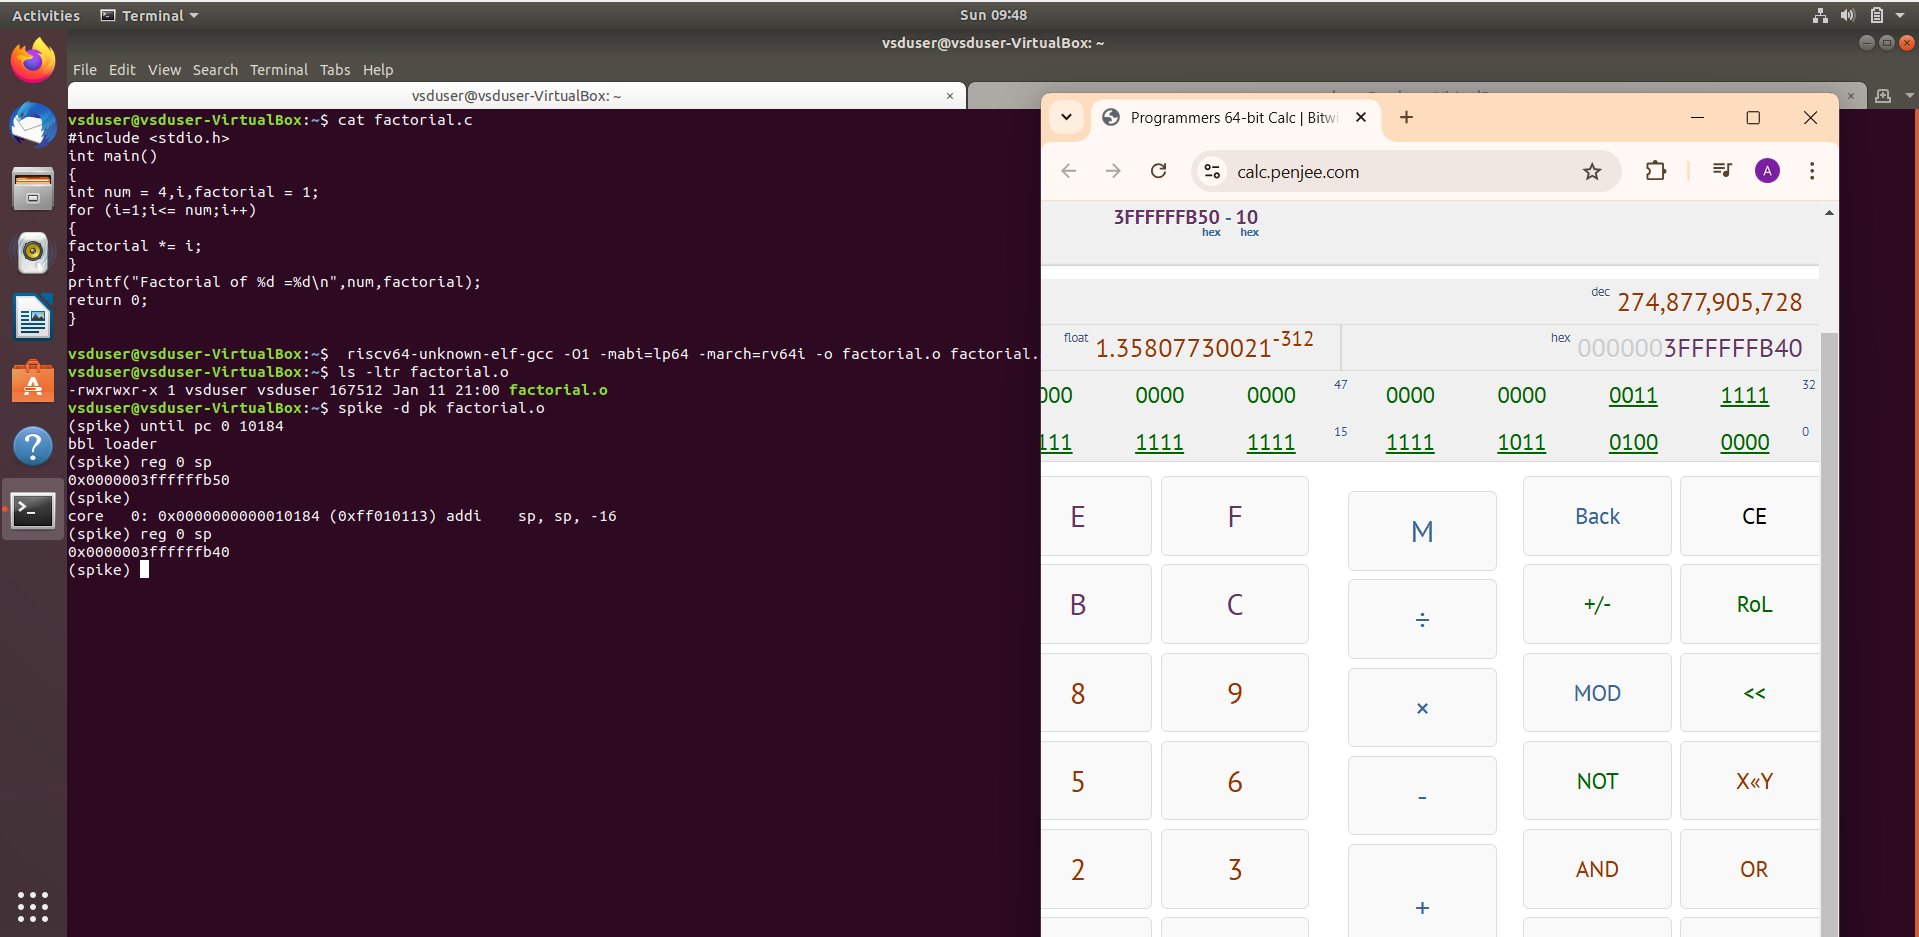 Activities Terminal Sun 09:48
vsduser@vsduser-VirtualBox: ~
File Edit View Search Terminal Tabs Help
vsduser@vsduser-VirtualBox: ~ ×
vsduser@vsduser-VirtualBox:~$ cat factorial.c
#include <stdio.h>
int main()
{
int num = 4,i,factorial = 1;
for (i=1;i<= num;i++)
{
factorial *= i;
}
printf("Factorial of %d =%d\n",num,factorial);
return 0;
}
vsduser@vsduser-VirtualBox:~$  riscv64-unknown-elf-gcc -O1 -mabi=lp64 -march=rv64i -o factorial.o factorial.
vsduser@vsduser-VirtualBox:~$ ls -ltr factorial.o
-rwxrwxr-x 1 vsduser vsduser 167512 Jan 11 21:00 factorial.o
vsduser@vsduser-VirtualBox:~$ spike -d pk factorial.o
(spike) until pc 0 10184
bbl loader
(spike) reg 0 sp
0x0000003ffffffb50
(spike)
core   0: 0x0000000000010184 (0xff010113) addi    sp, sp, -16
(spike) reg 0 sp
0x0000003ffffffb40
(spike)
Programmers 64-bit Calc | Bitwi
calc.penjee.com A
3FFFFFFB50 - 10
hex hex
dec 274,877,905,728
float 1.35807730021-312 hex 0000003FFFFFFB40
000 0000 0000 47 0000 0000 0011 1111 32
111 1111 1111 15 1111 1011 0100 0000 0
E F M Back CE
B C ÷ +/- RoL
8 9 × MOD <<
5 6 - NOT X«Y
2 3 + AND OR